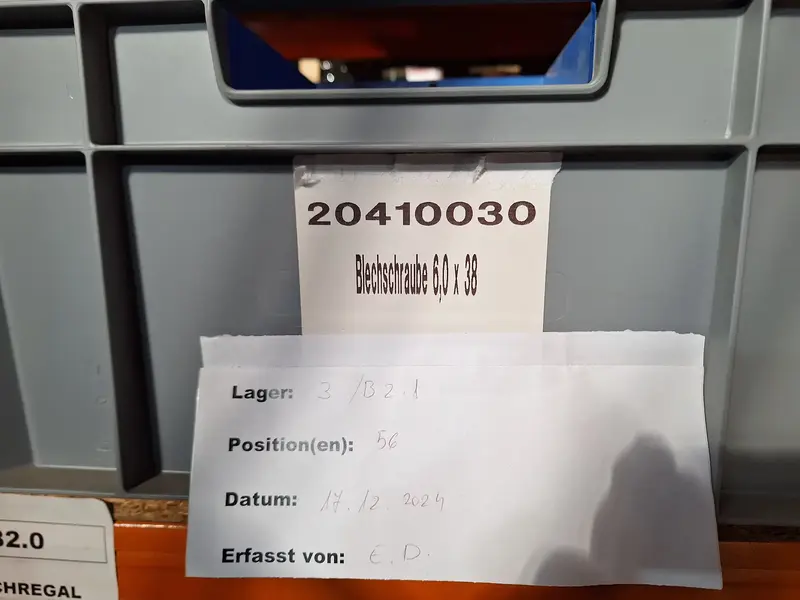 20410030
Blechschraube 6,0 x 38
Lager: 3 /B2.1
Position(en): 56
Datum: 17.12.2024
Erfasst von: E.D.
32.0
CHREGAL